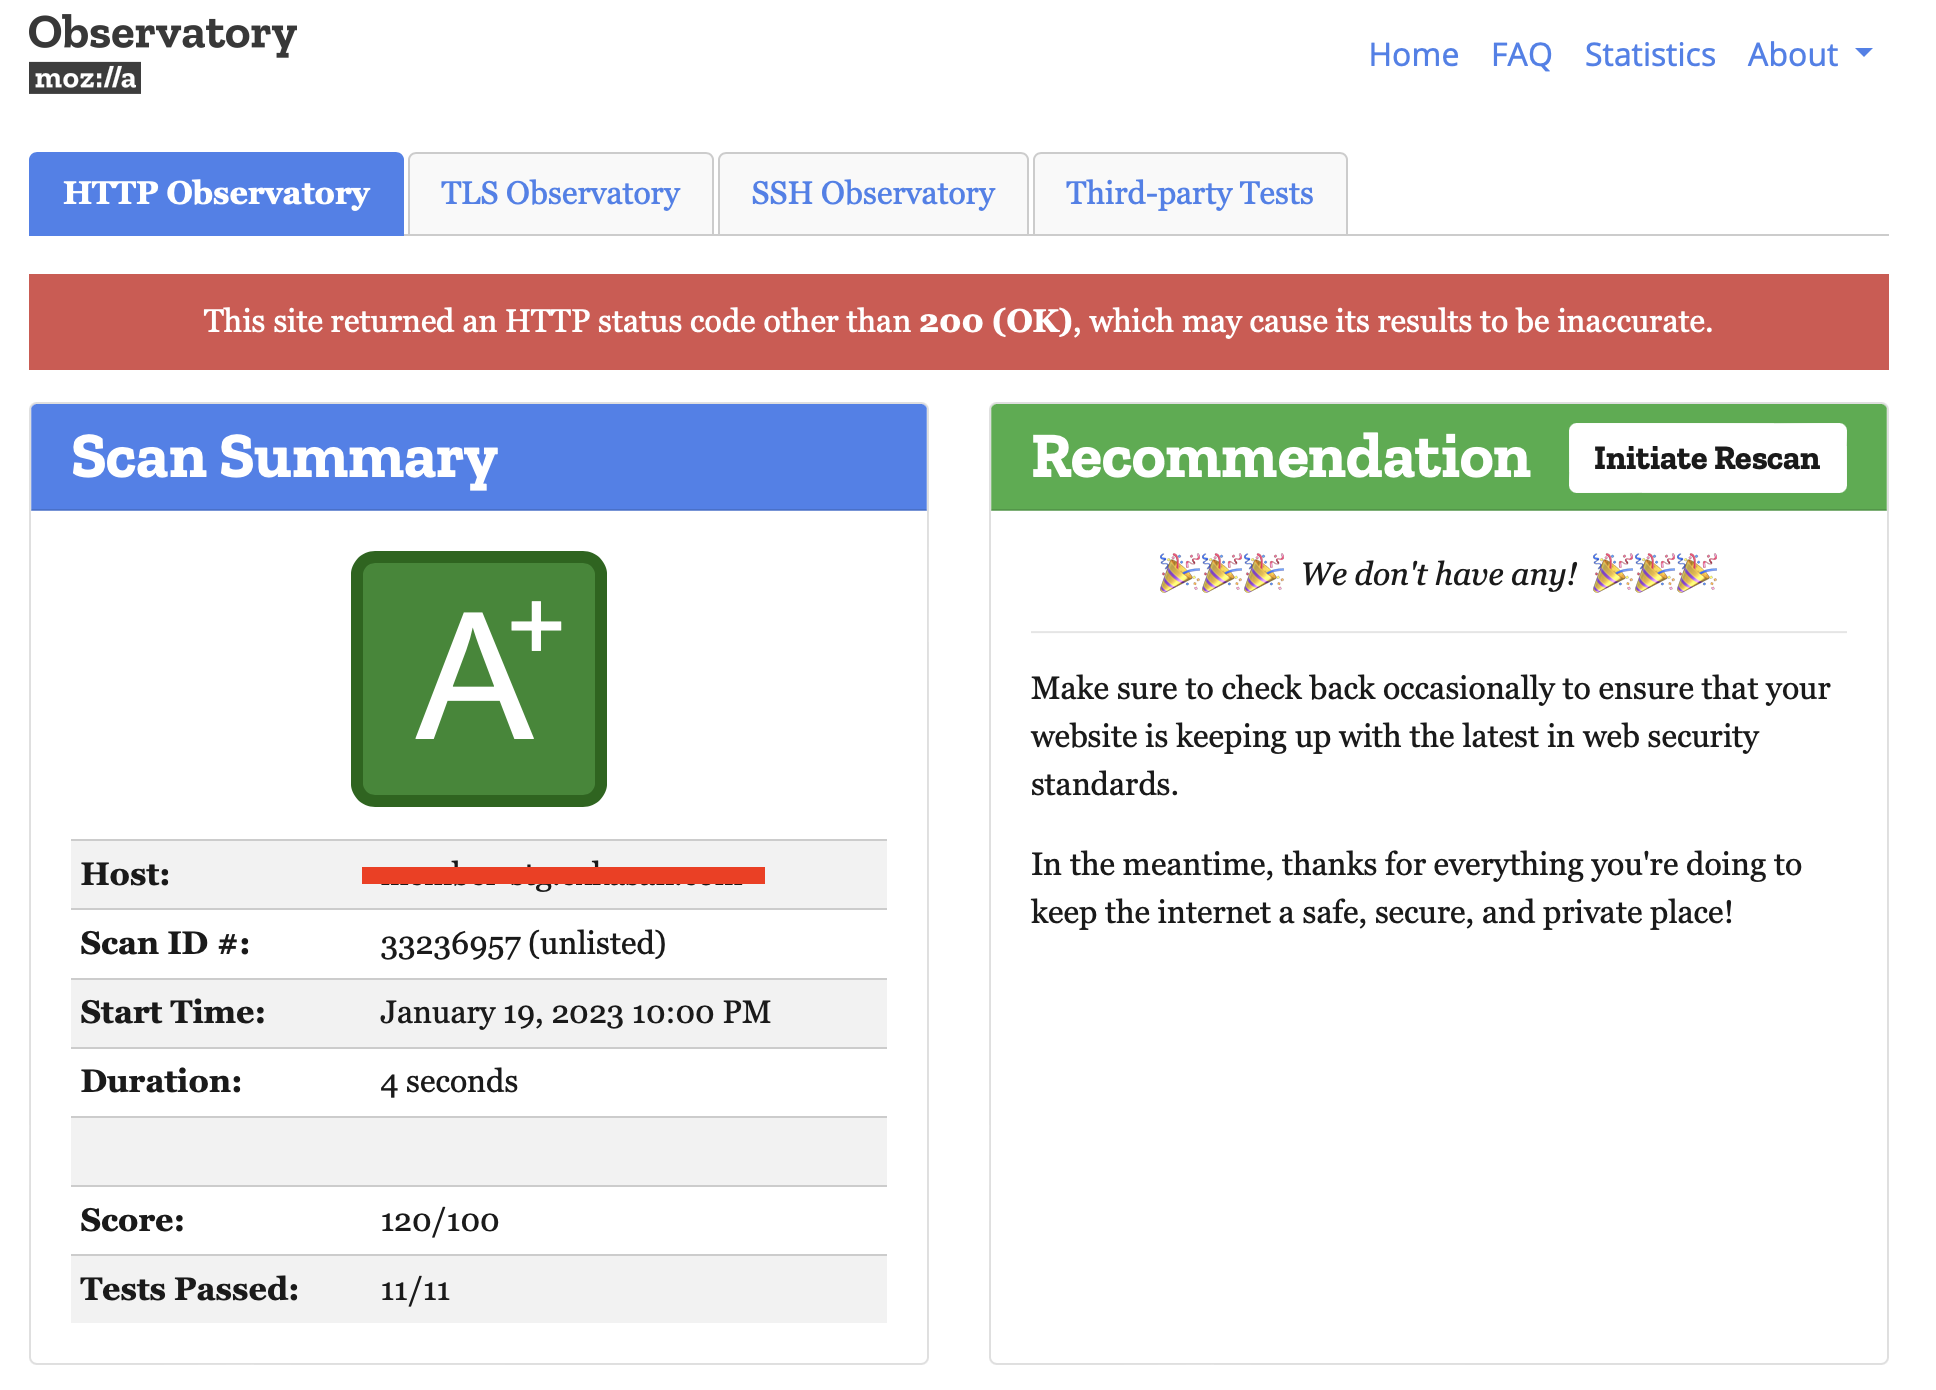 Observatory
moz://a
Home FAQ Statistics About
HTTP Observatory TLS Observatory SSH Observatory Third-party Tests
This site returned an HTTP status code other than 200 (OK), which may cause its results to be inaccurate.
Scan Summary
A+
Host:
Scan ID #: 33236957 (unlisted)
Start Time: January 19, 2023 10:00 PM
Duration: 4 seconds
Score: 120/100
Tests Passed: 11/11
Recommendation Initiate Rescan
We don't have any!
Make sure to check back occasionally to ensure that your
website is keeping up with the latest in web security
standards.
In the meantime, thanks for everything you're doing to
keep the internet a safe, secure, and private place!